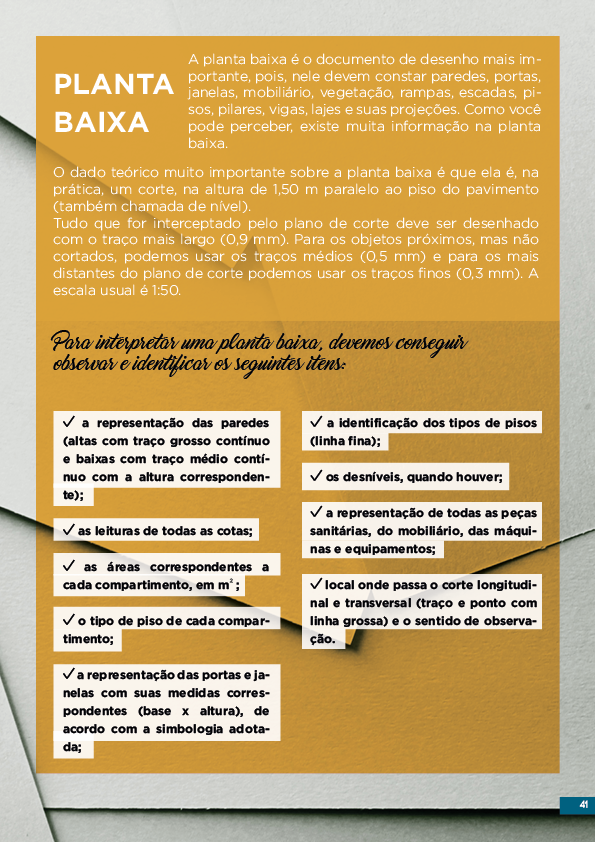 PLANTA
BAIXA
A planta baixa é o documento de desenho mais im-
portante, pois, nele devem constar paredes, portas,
janelas, mobiliário, vegetação, rampas, escadas, pi-
sos, pilares, vigas, lajes e suas projeções. Como você
pode perceber, existe muita informação na planta
baixa.
O dado teórico muito importante sobre a planta baixa é que ela é, na
prática, um corte, na altura de 1,50 m paralelo ao piso do pavimento
(também chamada de nível).
Tudo que for interceptado pelo plano de corte deve ser desenhado
com o traço mais largo (0,9 mm). Para os objetos próximos, mas não
cortados, podemos usar os traços médios (0,5 mm) e para os mais
distantes do plano de corte podemos usar os traços finos (0,3 mm). A
escala usual é 1:50.
Para interpretar uma planta baixa, devemos conseguir
observar e identificar os seguintes itens:
✓ a representação das paredes
(altas com traço grosso contínuo
e baixas com traço médio contí-
nuo com a altura corresponden-
te);
✓ as leituras de todas as cotas;
✓ as áreas correspondentes a
cada compartimento, em m²;
✓ o tipo de piso de cada compar-
timento;
✓ a representação das portas e ja-
nelas com suas medidas corres-
pondentes (base x altura), de
acordo com a simbologia adota-
da;
✓ a identificação dos tipos de pisos
(linha fina);
✓ os desníveis, quando houver;
✓ a representação de todas as peças
sanitárias, do mobiliário, das máqui-
nas e equipamentos;
✓ local onde passa o corte longitudi-
nal e transversal (traço e ponto com
linha grossa) e o sentido de observa-
ção.
41